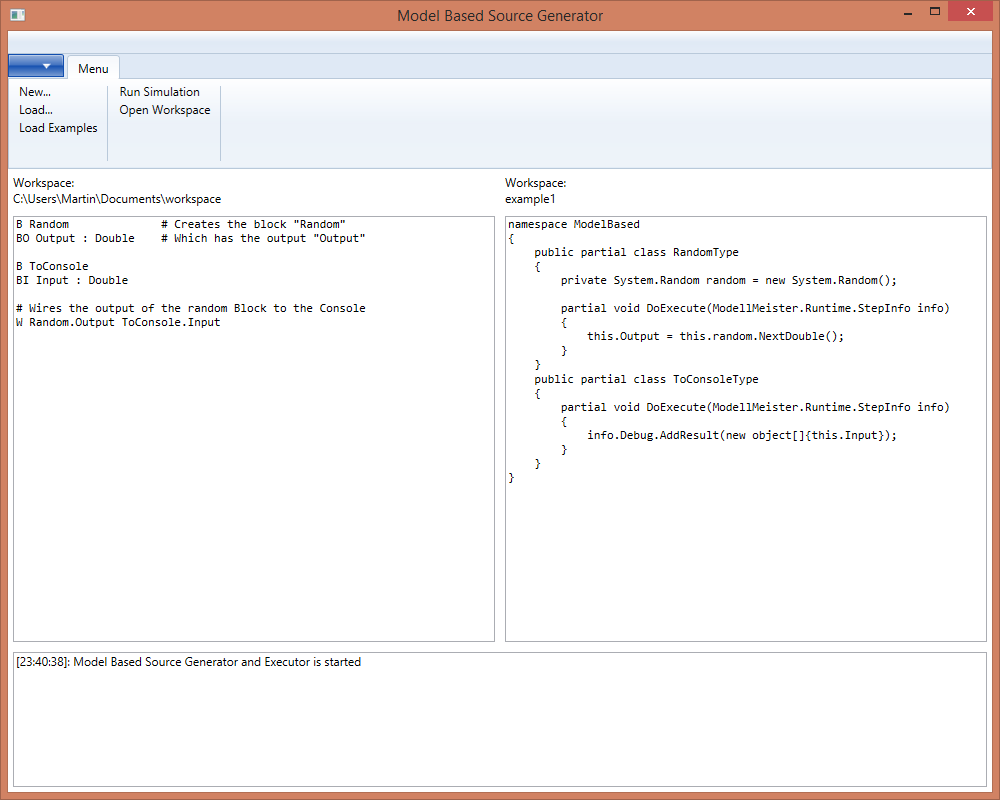 Model Based Source Generator
Menu
New...
Load...
Load Examples
Run Simulation
Open Workspace
Workspace:
C:\Users\Martin\Documents\workspace
B Random              # Creates the block "Random"
BO Output : Double    # Which has the output "Output"
B ToConsole
BI Input : Double
# Wires the output of the random Block to the Console
W Random.Output ToConsole.Input
Workspace:
example1
namespace ModelBased
{
    public partial class RandomType
    {
        private System.Random random = new System.Random();
        partial void DoExecute(ModellMeister.Runtime.StepInfo info)
        {
            this.Output = this.random.NextDouble();
        }
    }
    public partial class ToConsoleType
    {
        partial void DoExecute(ModellMeister.Runtime.StepInfo info)
        {
            info.Debug.AddResult(new object[]{this.Input});
        }
    }
}
[23:40:38]: Model Based Source Generator and Executor is started